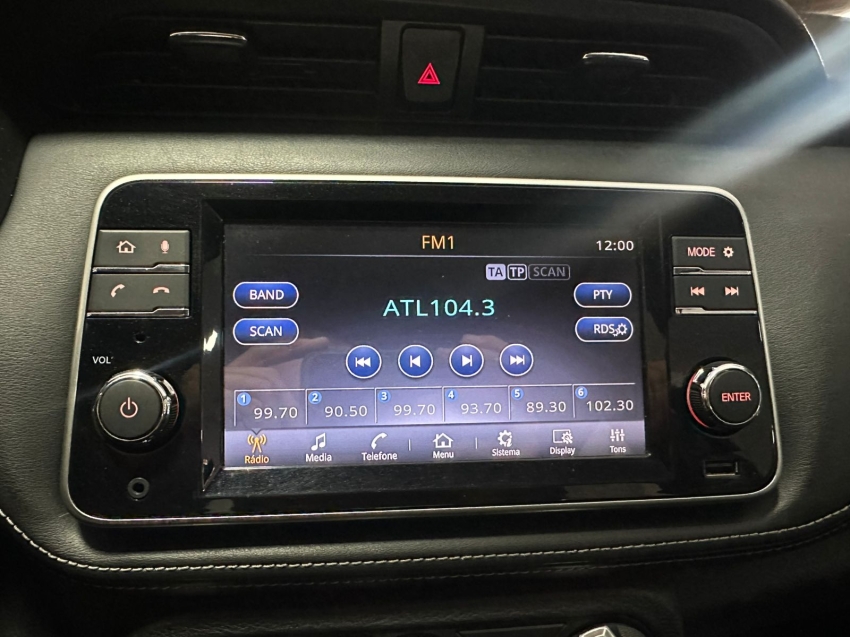 FM1 12:00
TA TP SCAN
MODE
BAND ATL104.3 PTY
SCAN RDS
VOL
ENTER
1 99.70 2 90.50 3 99.70 4 93.70 5 89.30 6 102.30
Rádio Media Telefone Menu Sistema Display Tons